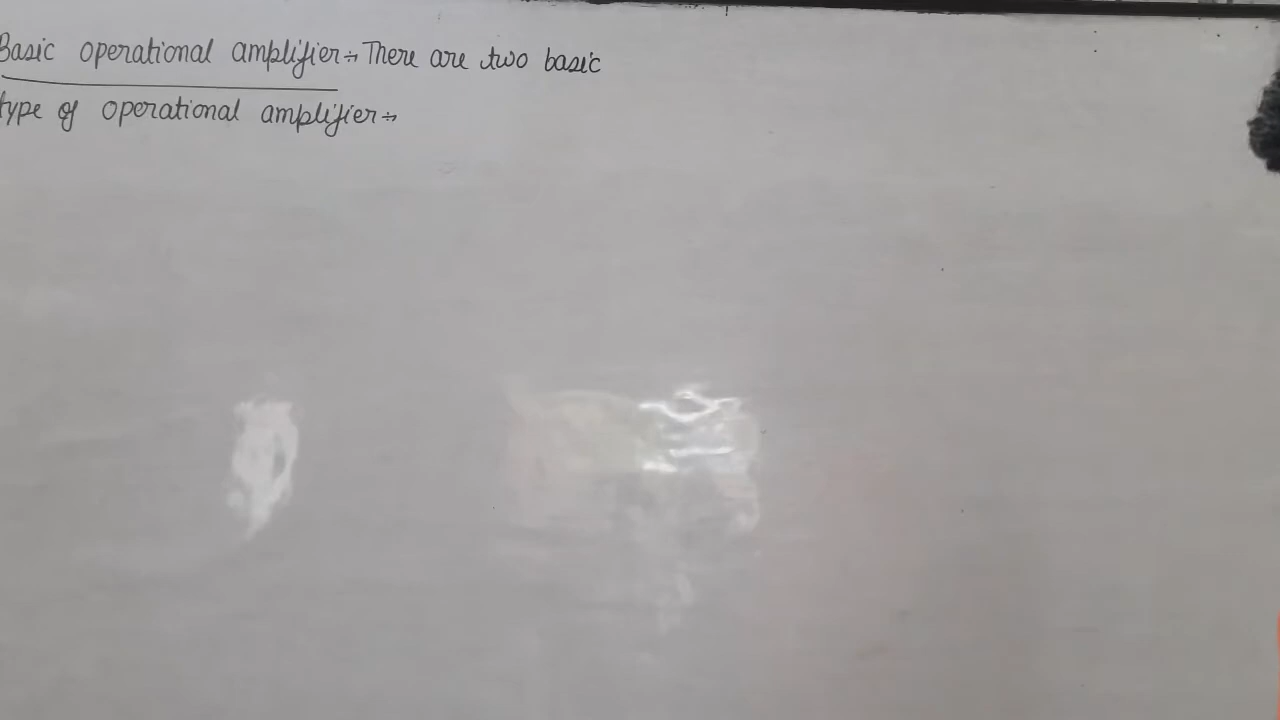 Basic operational amplifier÷ There are two basic
type of operational amplifier÷